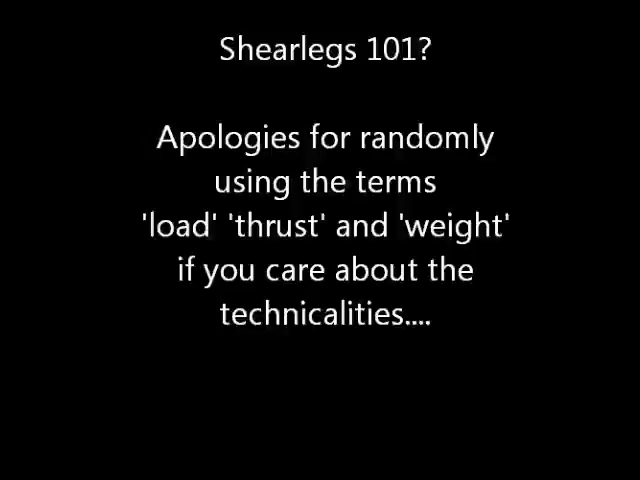 Shearlegs 101?
Apologies for randomly
using the terms
'load' 'thrust' and 'weight'
if you care about the
technicalities....